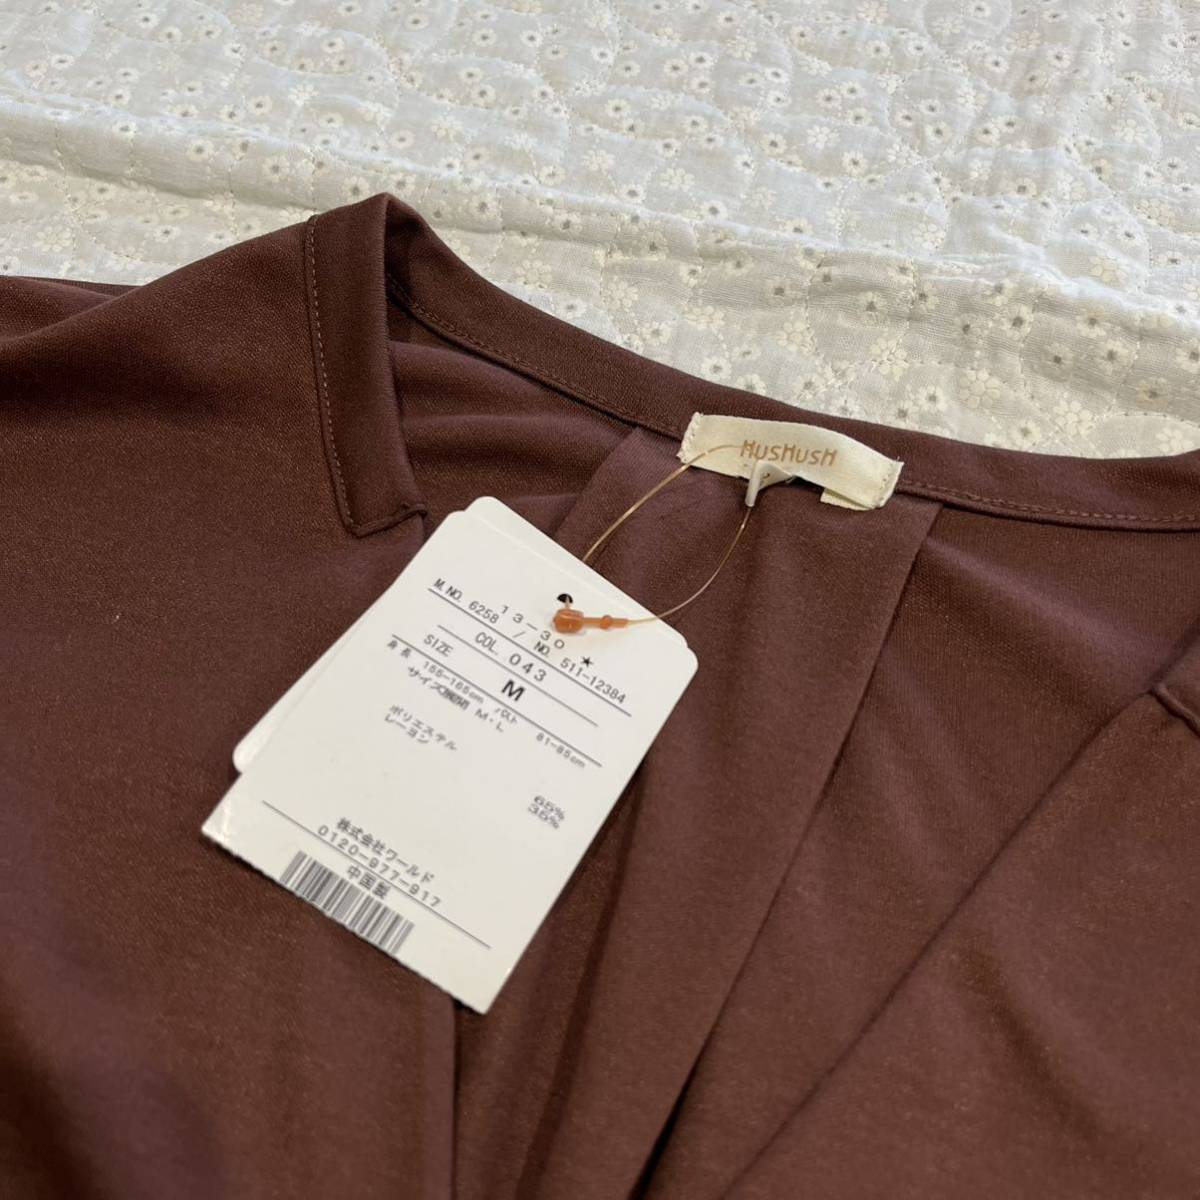 HUSHUSH
13-30 ★
M.NO. 6258 / NO. 511-12384
COL. 043
SIZE M
身長 155-165cm バスト 81-85cm
サイズ M・L
ポリエステル 65%
レーヨン 35%
株式会社ワールド
0120-977-917
中国製